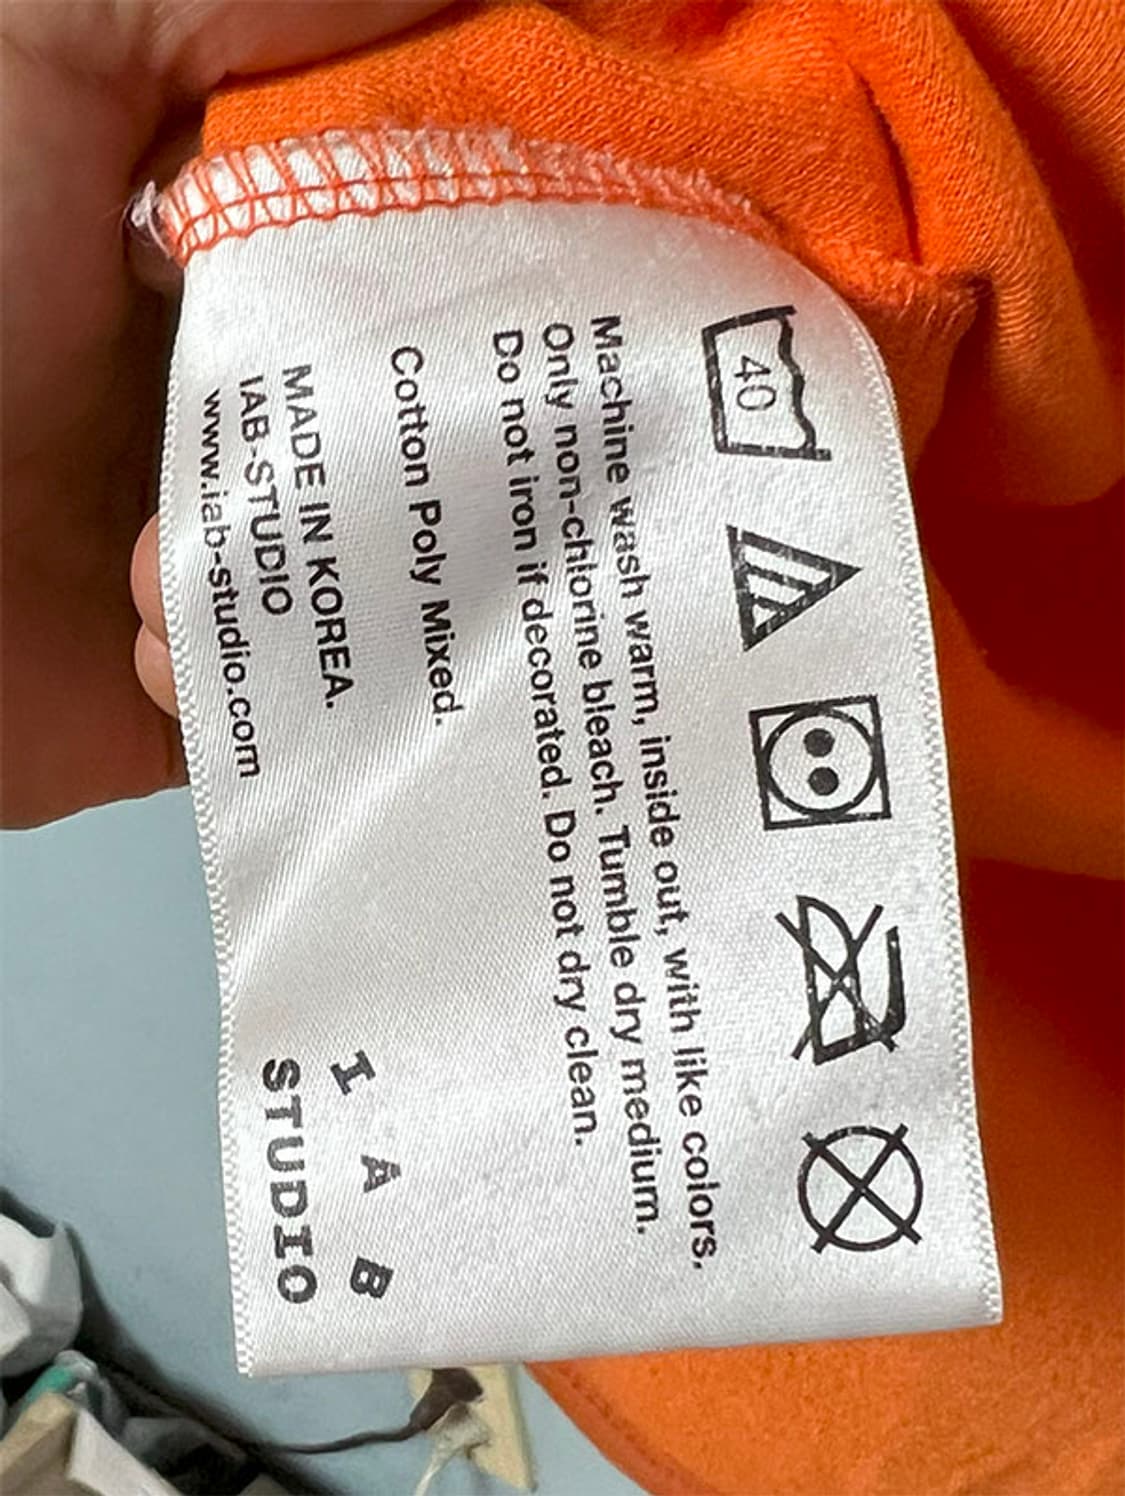 40
Machine wash warm, inside out, with like colors.
Only non-chlorine bleach. Tumble dry medium.
Do not iron if decorated. Do not dry clean.
Cotton Poly Mixed.
MADE IN KOREA.
IAB-STUDIO
www.iab-studio.com
I A B
STUDIO